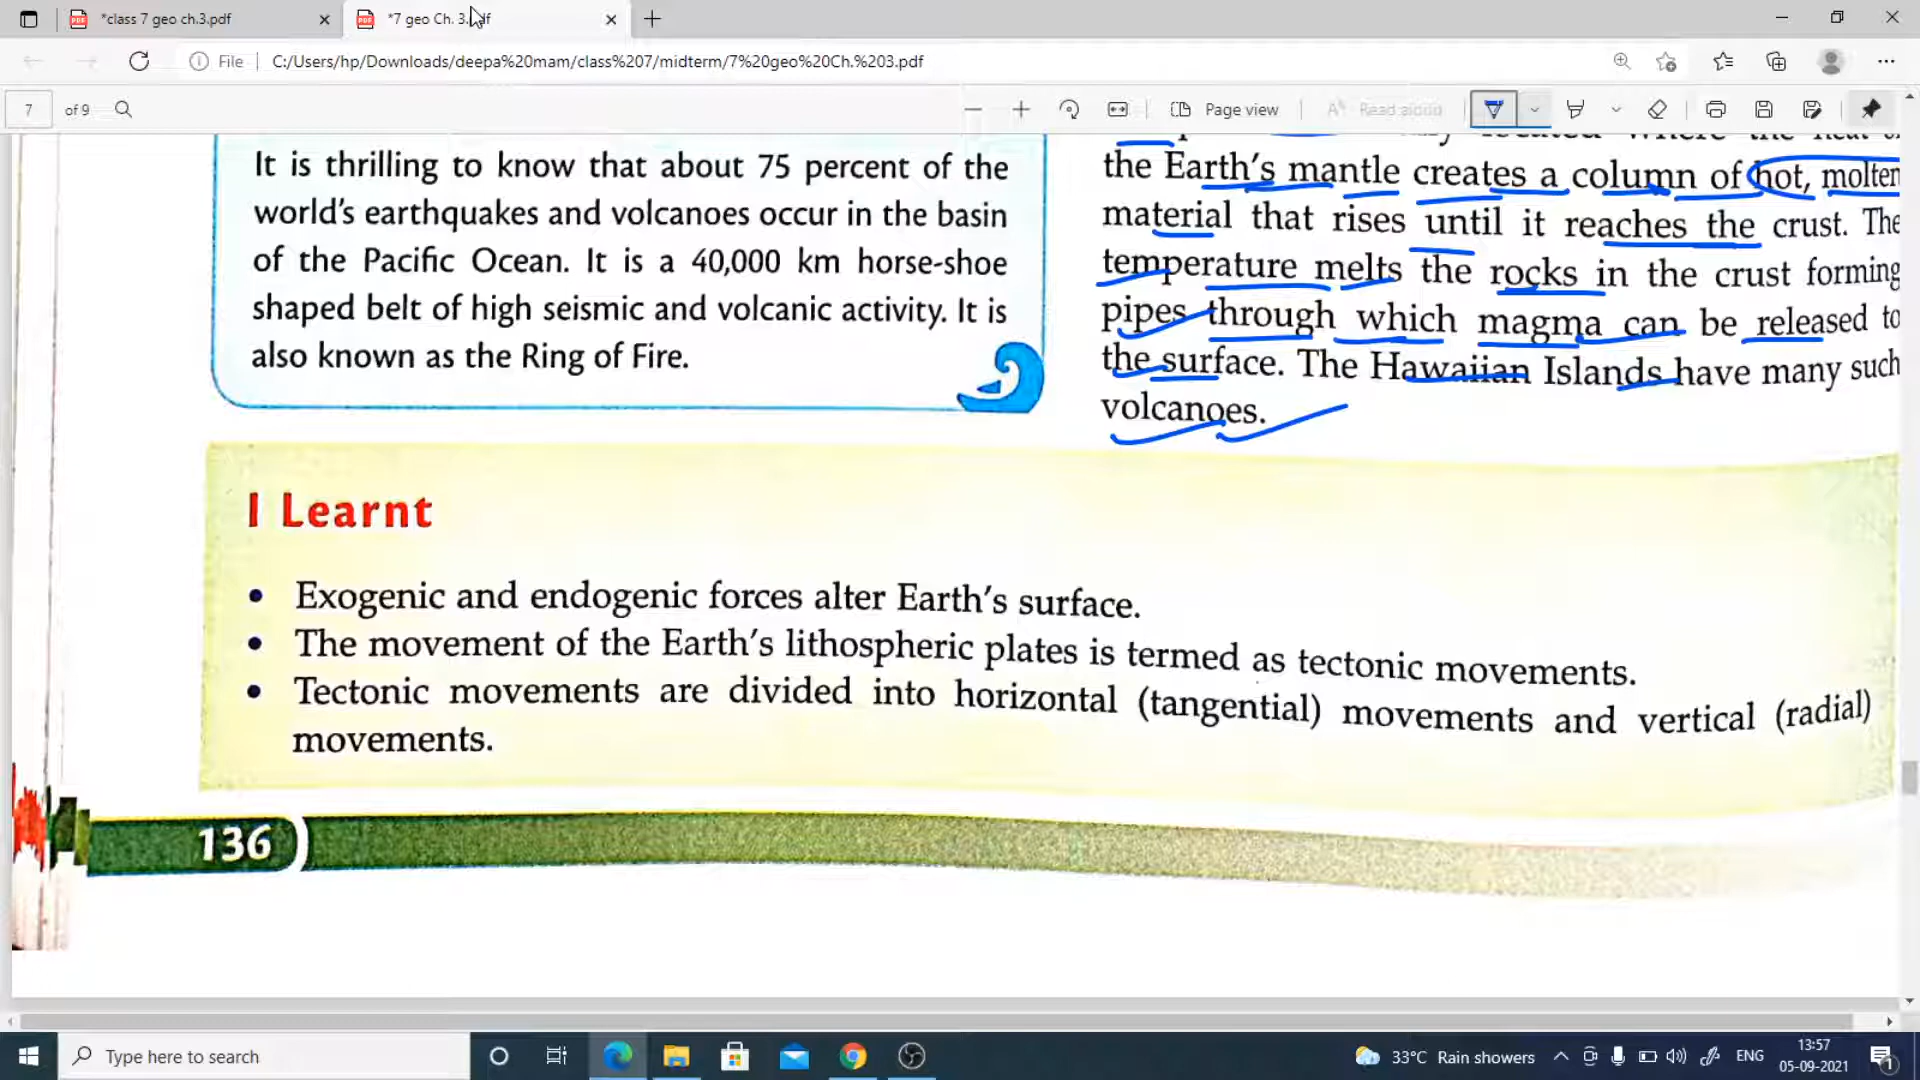 *class 7 geo ch.3.pdf
*7 geo Ch. 3.pdf
File
C:/Users/hp/Downloads/deepa%20mam/class%207/midterm/7%20geo%20Ch.%203.pdf
7 of 9
Page view
Read aloud
It is thrilling to know that about 75 percent of the
world's earthquakes and volcanoes occur in the basin
of the Pacific Ocean. It is a 40,000 km horse-shoe
shaped belt of high seismic and volcanic activity. It is
also known as the Ring of Fire.
the Earth's mantle creates a column of hot, molten
material that rises until it reaches the crust. The
temperature melts the rocks in the crust forming
pipes through which magma can be released to
the surface. The Hawaiian Islands have many such
volcanoes.
I Learnt
• Exogenic and endogenic forces alter Earth's surface.
• The movement of the Earth's lithospheric plates is termed as tectonic movements.
• Tectonic movements are divided into horizontal (tangential) movements and vertical (radial)
movements.
136
Type here to search
33°C Rain showers
ENG
13:57
05-09-2021
1